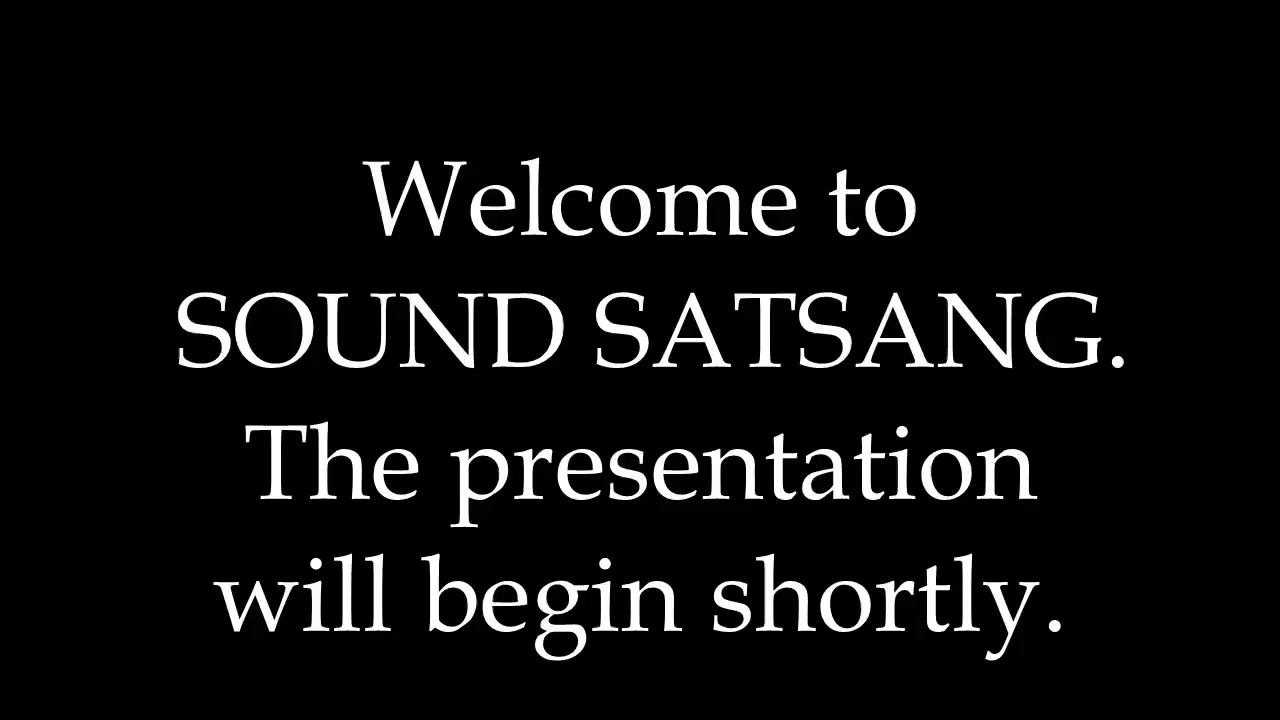 Welcome to
SOUND SATSANG.
The presentation
will begin shortly.